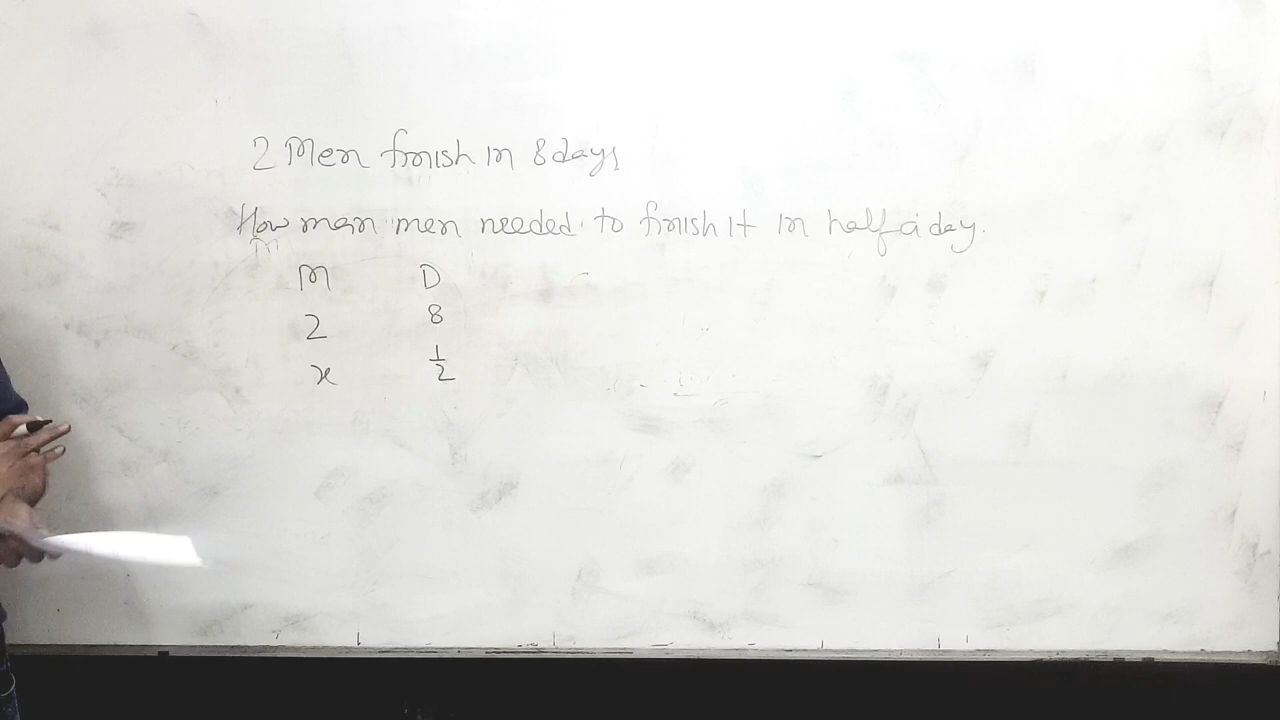 2 Men finish in 8 days
How man men needed to finish it in half a day.
M D
2 8
x 1/2